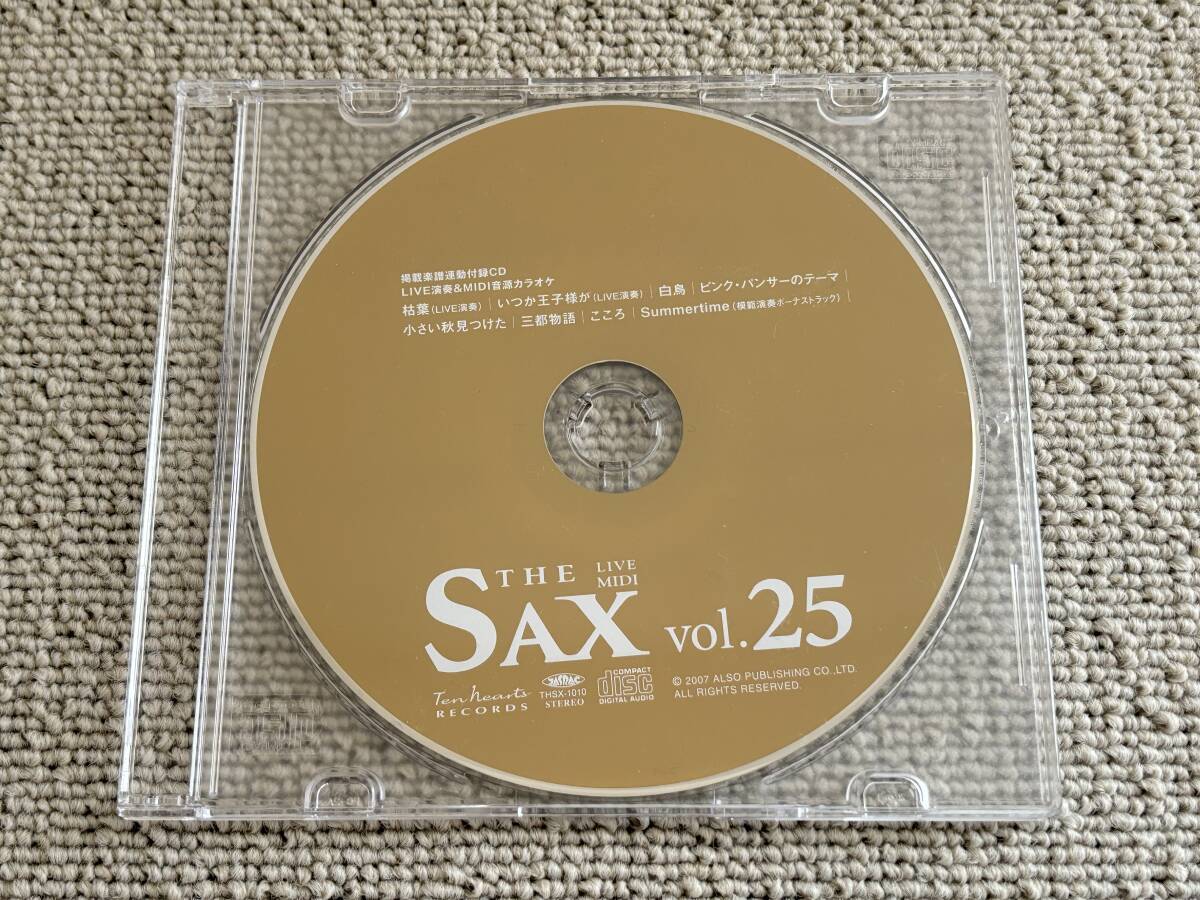 掲載楽譜連動付録CD
LIVE演奏&MIDI音源カラオケ
枯葉(LIVE演奏)|いつか王子様が(LIVE演奏)|白鳥|ピンク・パンサーのテーマ|
小さい秋見つけた|三都物語|こころ|Summertime(模範演奏ボーナストラック)|
THE LIVE MIDI
SAX vol.25
Ten hearts
RECORDS
JASRAC
THSX-1010
STEREO
COMPACT
disc
DIGITAL AUDIO
© 2007 ALSO PUBLISHING CO.,LTD.
ALL RIGHTS RESERVED.